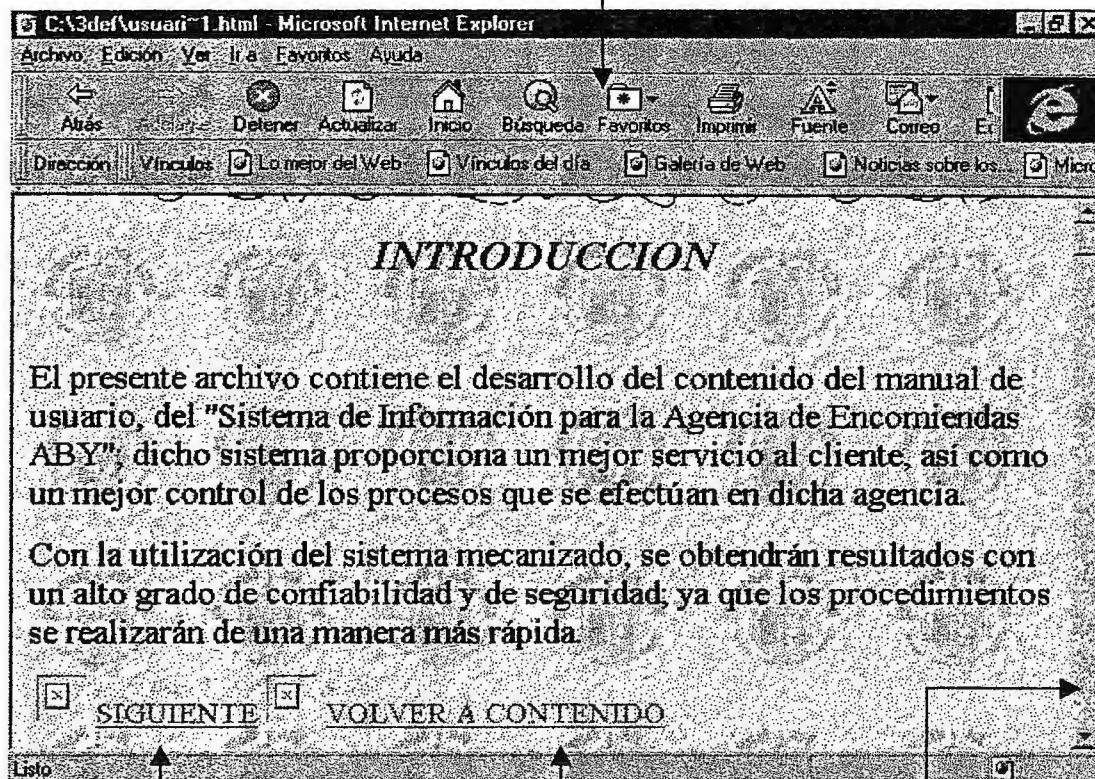 C:\3def\usuari~1.html - Microsoft Internet Explorer
Archivo Edición Ver Ir a Favoritos Ayuda
Atrás Detener Actualizar Inicio Búsqueda Favoritos Imprimir Fuente Correo
Dirección Vínculos Lo mejor del Web Vínculos del día Galería de Web Noticias sobre los... Micro
INTRODUCCION
El presente archivo contiene el desarrollo del contenido del manual de
usuario, del "Sistema de Información para la Agencia de Encomiendas
ABY"; dicho sistema proporciona un mejor servicio al cliente, así como
un mejor control de los procesos que se efectúan en dicha agencia.
Con la utilización del sistema mecanizado, se obtendrán resultados con
un alto grado de confiabilidad y de seguridad; ya que los procedimientos
se realizarán de una manera más rápida.
SIGUIENTE VOLVER A CONTENIDO
Listo